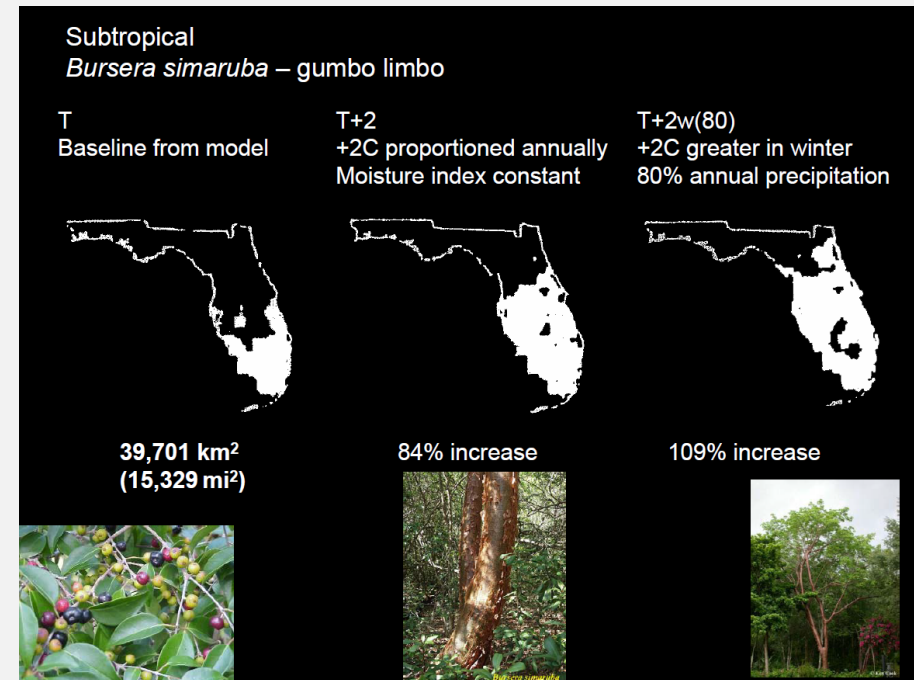 Subtropical
Bursera simaruba – gumbo limbo
T
Baseline from model
T+2
+2C proportioned annually
Moisture index constant
T+2w(80)
+2C greater in winter
80% annual precipitation
39,701 km²
(15,329 mi²)
84% increase
109% increase
Bursera simaruba